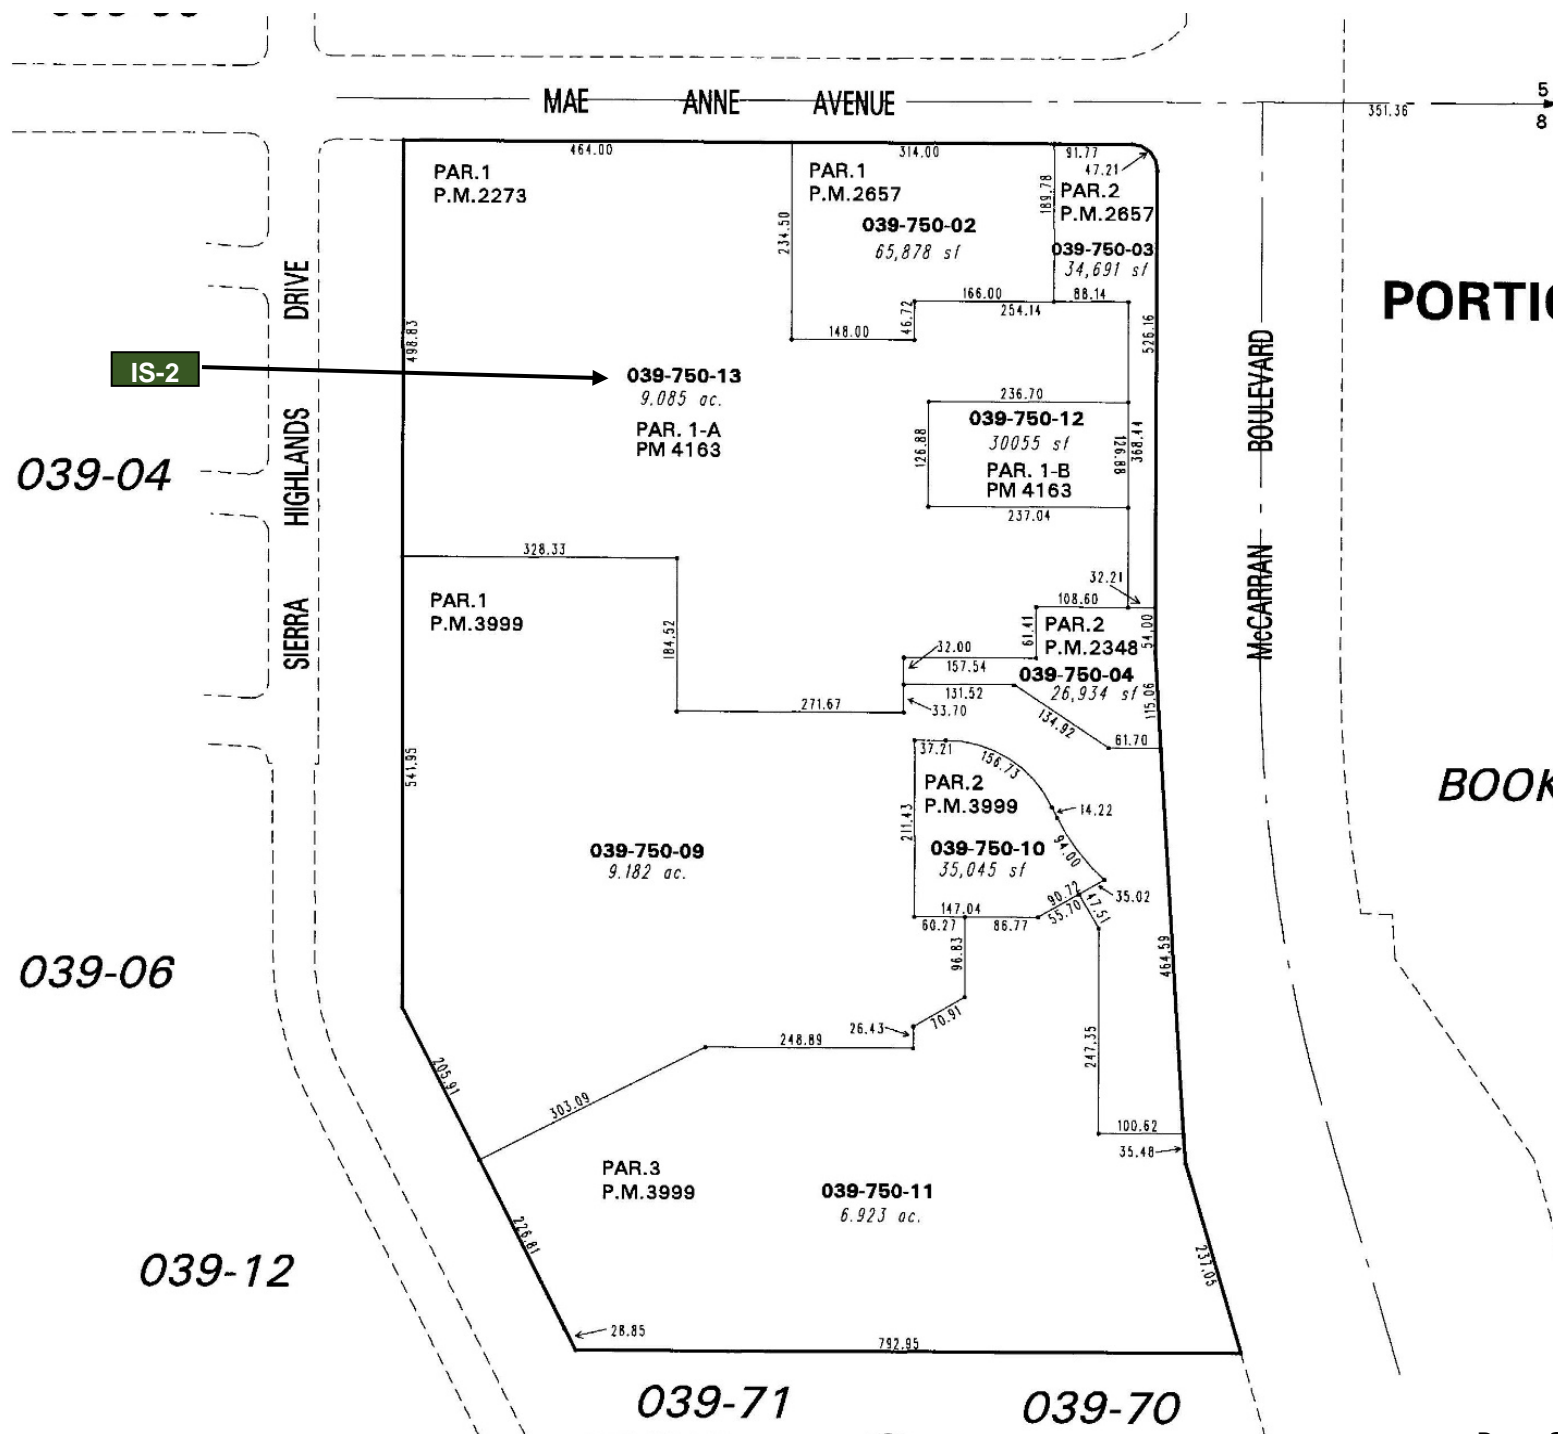 MAE ANNE AVENUE
5
351.36
8
464.00
314.00
91.77
47.21
PAR.1
P.M.2273
PAR.1
P.M.2657
189.78
PAR.2
P.M.2657
039-750-02
65,878 sf
234.50
039-750-03
34,691 sf
SIERRA HIGHLANDS DRIVE
166.00
88.14
254.14
46.72
148.00
498.83
526.16
PORTIO
McCARRAN BOULEVARD
IS-2
039-750-13
9.085 ac.
PAR. 1-A
PM 4163
236.70
039-750-12
30055 sf
PAR. 1-B
PM 4163
126.88
126.88
368.44
237.04
039-04
328.33
PAR.1
P.M.3999
184.52
32.21
108.60
61.41
PAR.2
P.M.2348
54.00
32.00
157.54
039-750-04
26,934 sf
131.52
33.70
115.06
271.67
134.92
61.70
541.95
37.21
156.73
PAR.2
P.M.3999
14.22
211.43
94.00
039-750-10
35,045 sf
BOOK
039-750-09
9.182 ac.
90.72
35.02
55.70
47.51
147.04
60.27
86.77
96.83
464.59
039-06
26.43
70.91
248.89
247.35
205.91
303.09
100.62
35.48
PAR.3
P.M.3999
039-750-11
6.923 ac.
226.81
237.05
039-12
28.85
792.95
039-71
039-70